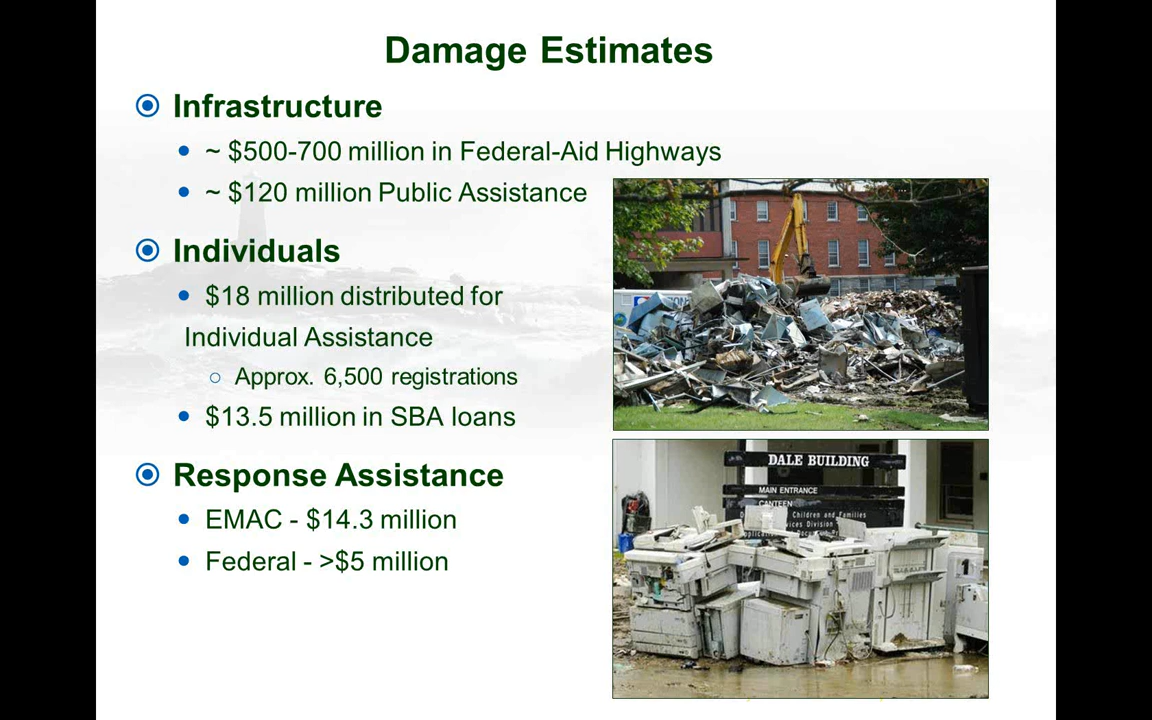 Damage Estimates
Infrastructure
~ $500-700 million in Federal-Aid Highways
~ $120 million Public Assistance
Individuals
$18 million distributed for
Individual Assistance
Approx. 6,500 registrations
$13.5 million in SBA loans
Response Assistance
EMAC - $14.3 million
Federal - >$5 million
DALE BUILDING
MAIN ENTRANCE
CANTEEN
Children and Families
Division